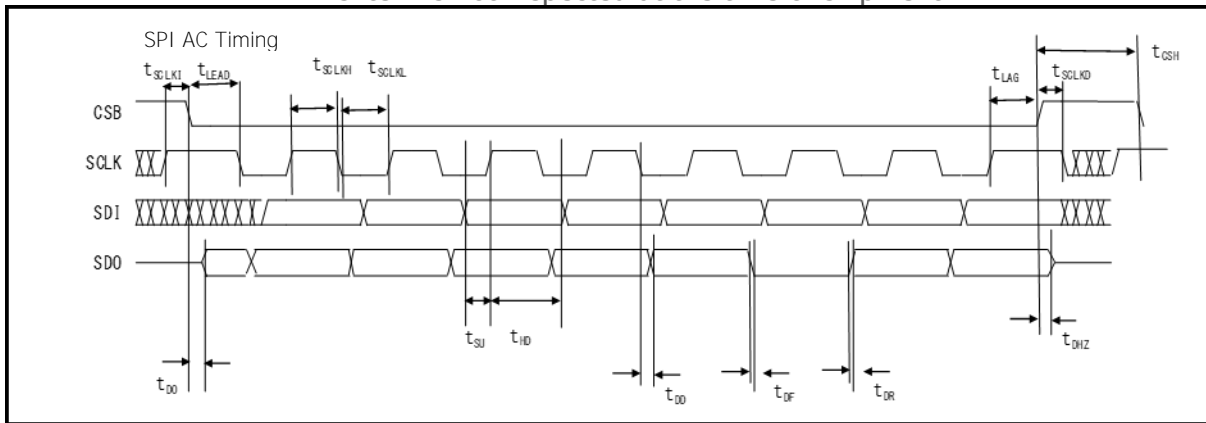 SPI AC Timing
tSCLKI tLEAD tSCLKH tSCLKL tLAG tSCLKD tCSH
CSB
SCLK
SDI
SDO
tSU tHD tDHZ
tDO tDD tDF tDR